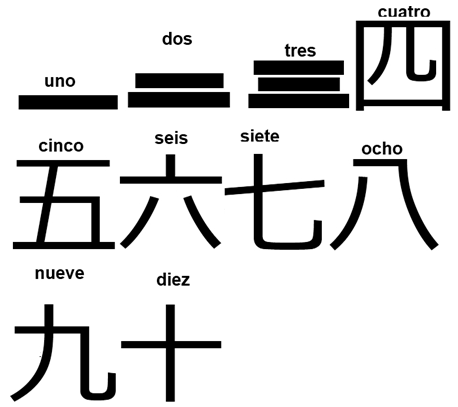 uno dos tres cuatro
一 二 三 四
cinco seis siete ocho
五 六 七 八
nueve diez
九 十